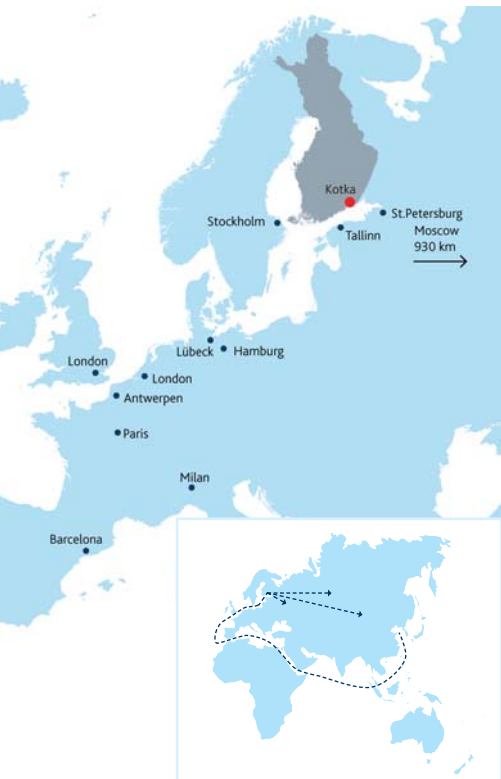 Kotka
St.Petersburg
Stockholm
Tallinn
Moscow
930 km
Lübeck
Hamburg
London
London
Antwerpen
Paris
Milan
Barcelona